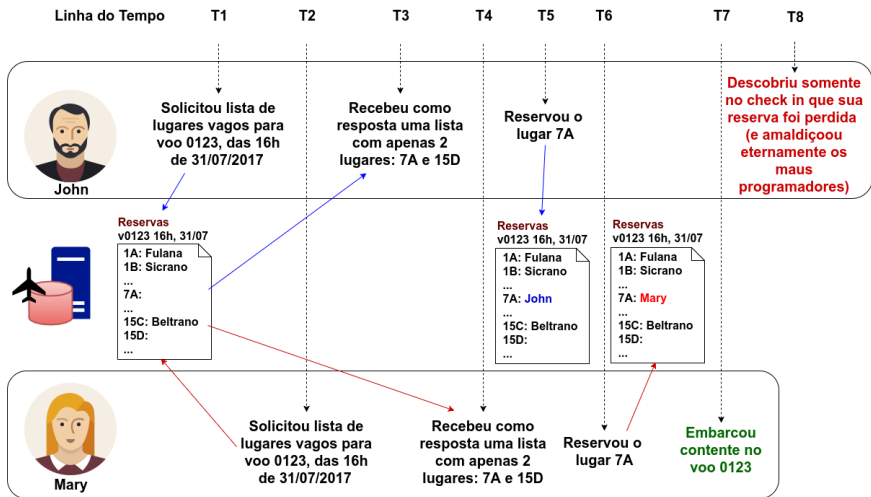 Linha do Tempo T1 T2 T3 T4 T5 T6 T7 T8
Solicitou lista de
lugares vagos para
voo 0123, das 16h
de 31/07/2017
Recebeu como
resposta uma lista
com apenas 2
lugares: 7A e 15D
Reservou o
lugar 7A
Descobriu somente
no check in que sua
reserva foi perdida
(e amaldiçoou
eternamente os
maus
programadores)
John
Reservas
v0123 16h, 31/07
1A: Fulana
1B: Sicrano
...
7A:
...
15C: Beltrano
15D:
...
Reservas
v0123 16h, 31/07
1A: Fulana
1B: Sicrano
...
7A: John
...
15C: Beltrano
15D:
...
Reservas
v0123 16h, 31/07
1A: Fulana
1B: Sicrano
...
7A: Mary
...
15C: Beltrano
15D:
...
Solicitou lista de
lugares vagos para
voo 0123, das 16h
de 31/07/2017
Recebeu como
resposta uma lista
com apenas 2
lugares: 7A e 15D
Reservou o
lugar 7A
Embarcou
contente no
voo 0123
Mary